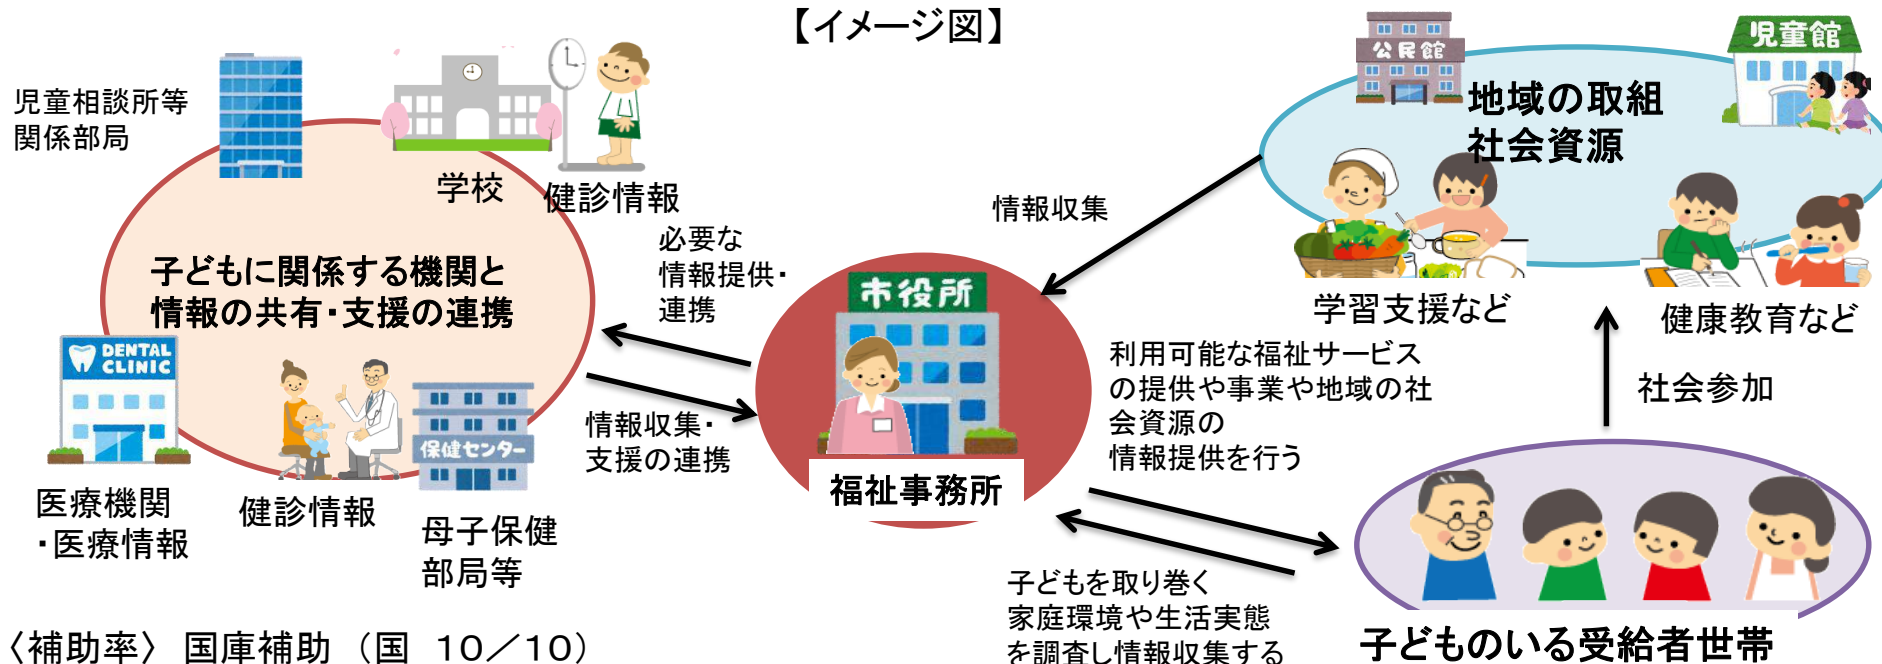 【イメージ図】
児童相談所等
関係部局
学校
健診情報
子どもに関係する機関と
情報の共有・支援の連携
DENTAL
CLINIC
医療機関
・医療情報
健診情報
保健センター
母子保健
部局等
必要な
情報提供・
連携
情報収集・
支援の連携
市役所
福祉事務所
情報収集
公民館
児童館
地域の取組
社会資源
学習支援など
健康教育など
利用可能な福祉サービス
の提供や事業や地域の社
会資源の
情報提供を行う
社会参加
子どもを取り巻く
家庭環境や生活実態
を調査し情報収集する
子どものいる受給者世帯
〈補助率〉 国庫補助 （国 10／10）